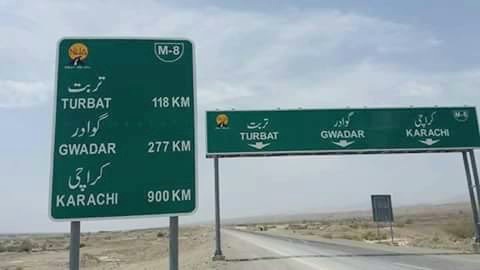 NHA
M-8
تربت
TURBAT 118 KM
گوادر
GWADAR 277 KM
کراچی
KARACHI 900 KM
M-8
تربت گوادر کراچی
TURBAT GWADAR KARACHI